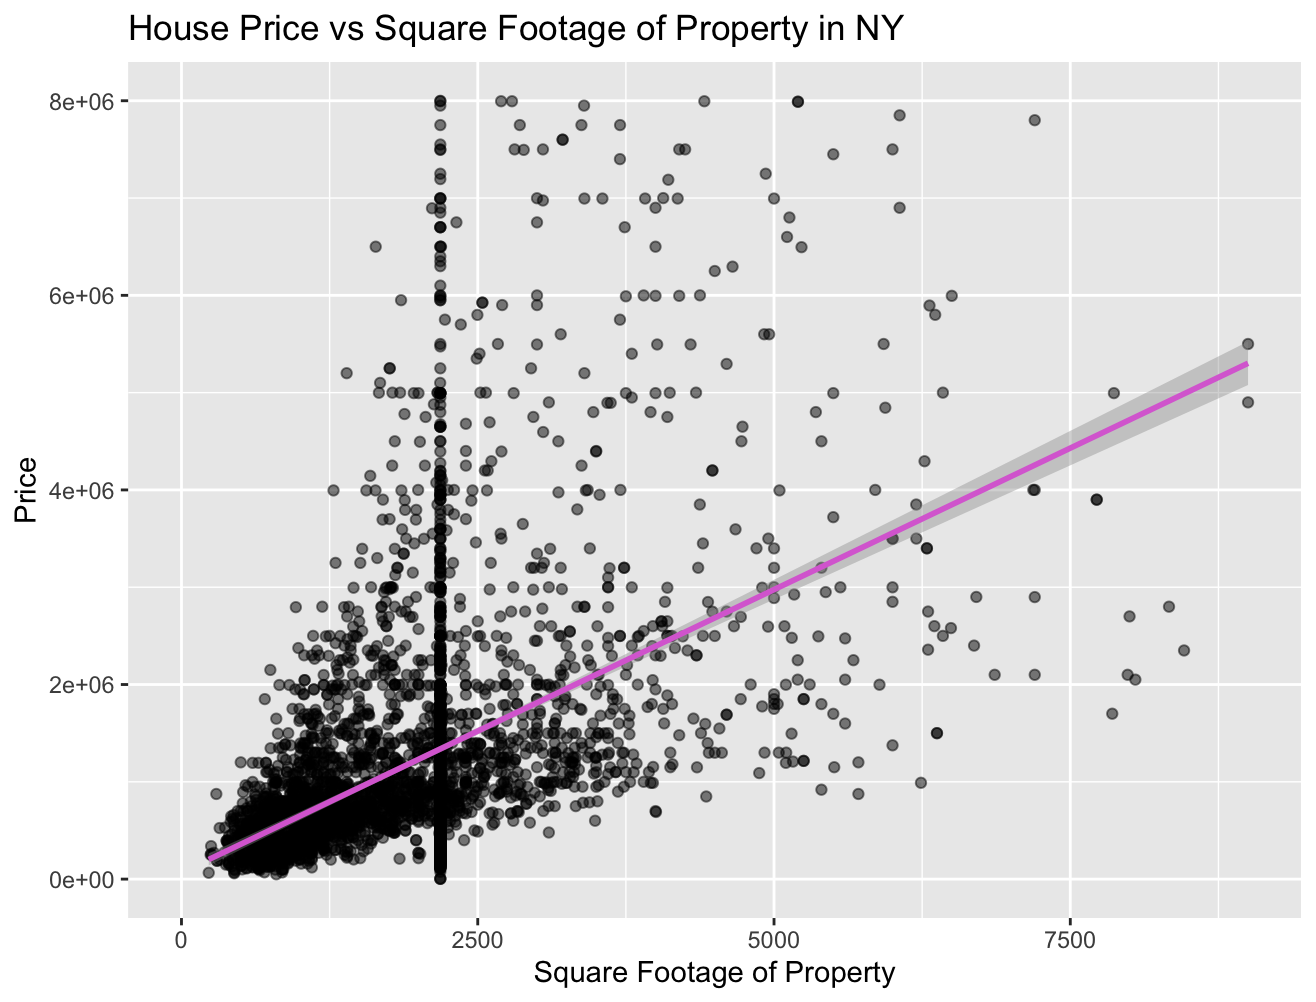 House Price vs Square Footage of Property in NY
8e+06
6e+06
4e+06
2e+06
0e+00
Price
0 2500 5000 7500
Square Footage of Property